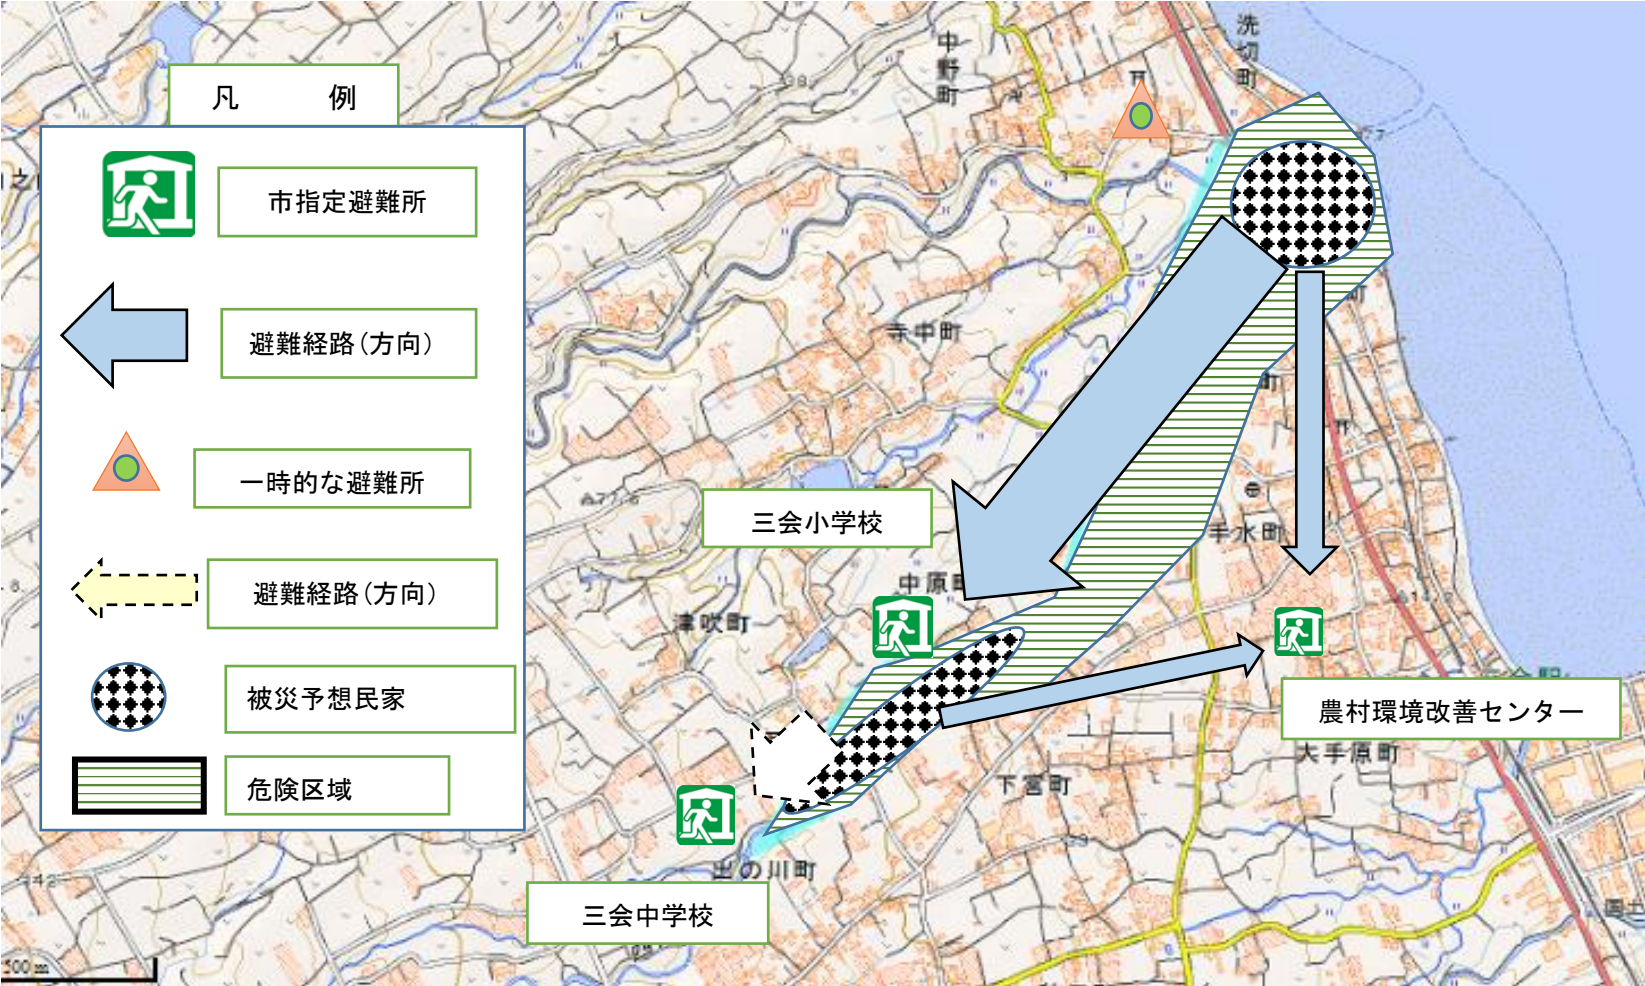 凡　例
市指定避難所
避難経路（方向）
一時的な避難所
避難経路（方向）
被災予想民家
危険区域
洗切町
中野町
寺中町
三会小学校
中原
津吹町
手水町
農村環境改善センター
大手原町
下宮町
出の川町
三会中学校
500 m